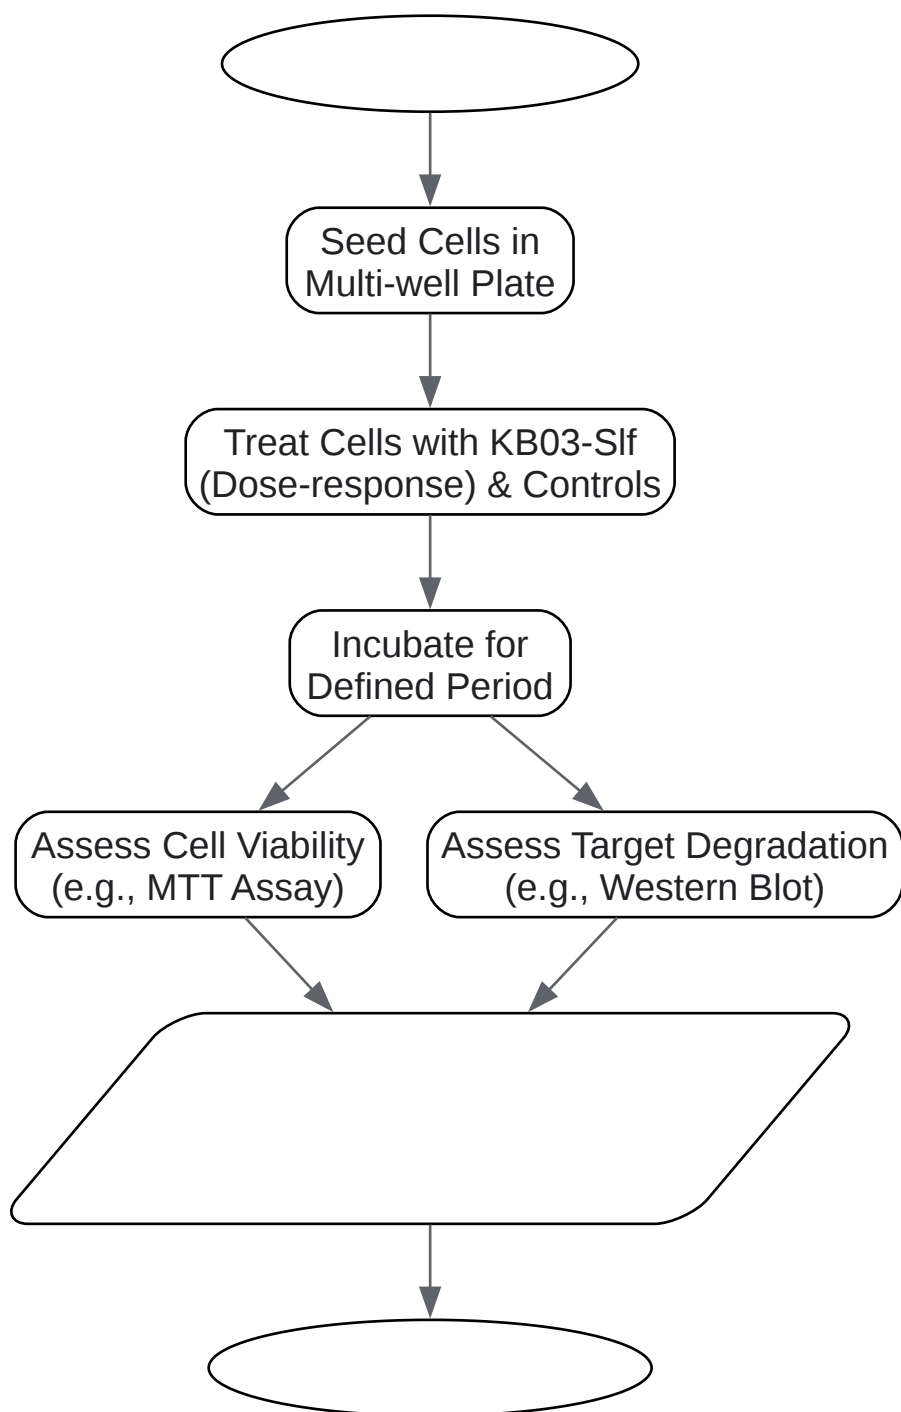 Seed Cells in
Multi-well Plate
Treat Cells with KB03-Slf
(Dose-response) & Controls
Incubate for
Defined Period
Assess Cell Viability
(e.g., MTT Assay)
Assess Target Degradation
(e.g., Western Blot)